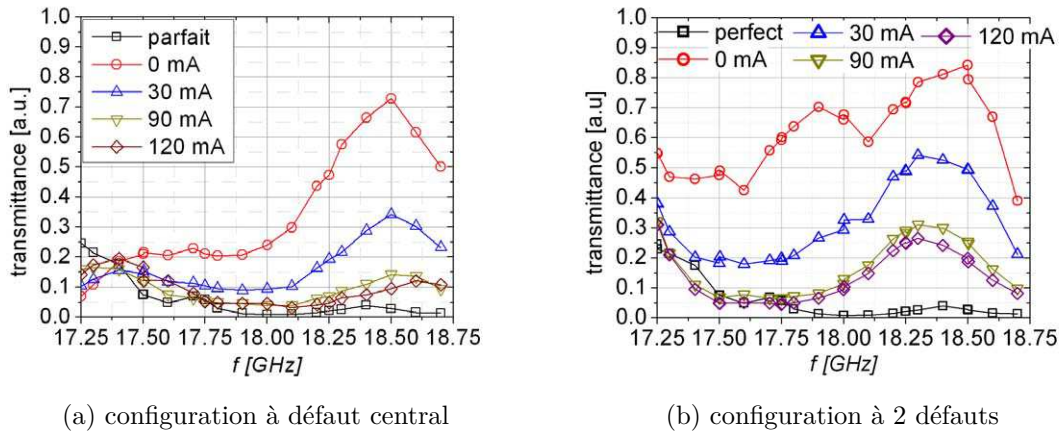 1.0
0.9
0.8
0.7
0.6
0.5
0.4
0.3
0.2
0.1
0.0
transmittance [a.u.]
parfait
0 mA
30 mA
90 mA
120 mA
17.25 17.50 17.75 18.00 18.25 18.50 18.75
f [GHz]
(a) configuration à défaut central
1.0
0.9
0.8
0.7
0.6
0.5
0.4
0.3
0.2
0.1
0.0
transmittance [a.u]
perfect 30 mA 120 mA
0 mA 90 mA
17.25 17.50 17.75 18.00 18.25 18.50 18.75
f [GHz]
(b) configuration à 2 défauts